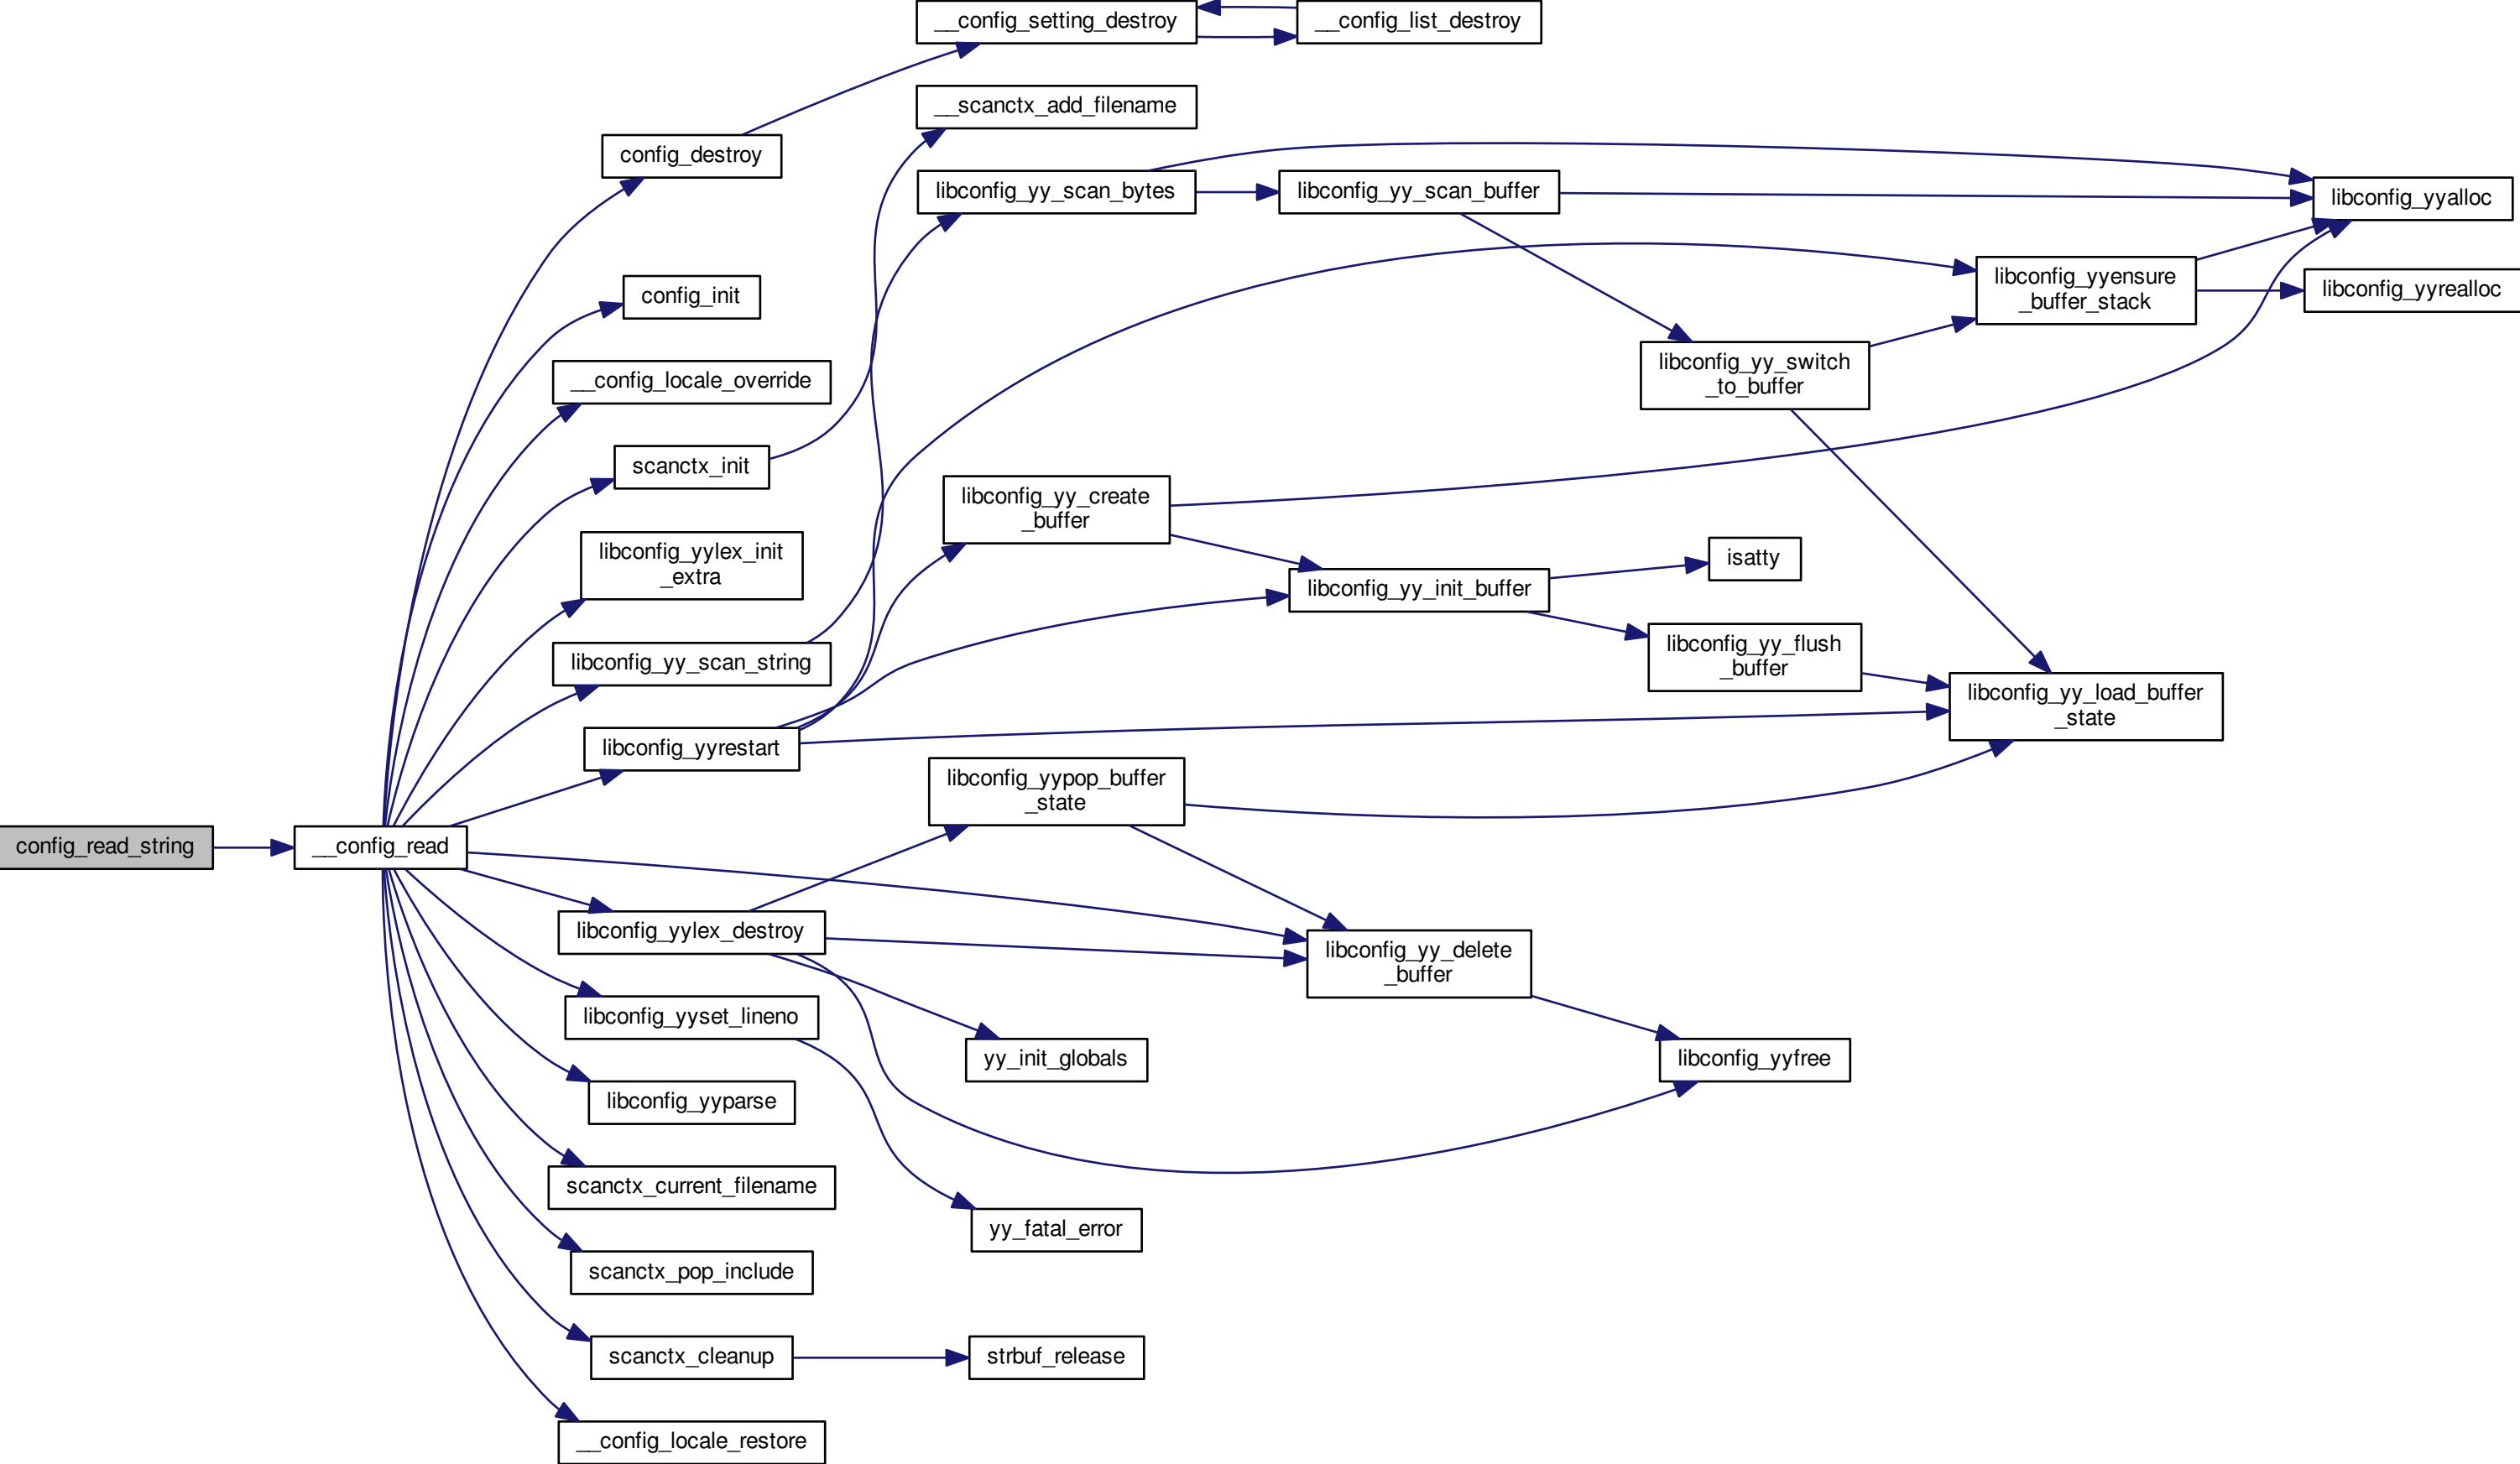 config_read_string
__config_read
config_destroy
config_init
__config_locale_override
scanctx_init
libconfig_yylex_init
_extra
libconfig_yy_scan_string
libconfig_yyrestart
libconfig_yylex_destroy
libconfig_yyset_lineno
libconfig_yyparse
scanctx_current_filename
scanctx_pop_include
scanctx_cleanup
__config_locale_restore
__config_setting_destroy
__scanctx_add_filename
libconfig_yy_scan_bytes
libconfig_yy_create
_buffer
libconfig_yypop_buffer
_state
yy_init_globals
yy_fatal_error
strbuf_release
__config_list_destroy
libconfig_yy_scan_buffer
libconfig_yy_init_buffer
libconfig_yy_delete
_buffer
libconfig_yy_switch
_to_buffer
isatty
libconfig_yy_flush
_buffer
libconfig_yyfree
libconfig_yyensure
_buffer_stack
libconfig_yy_load_buffer
_state
libconfig_yyalloc
libconfig_yyrealloc